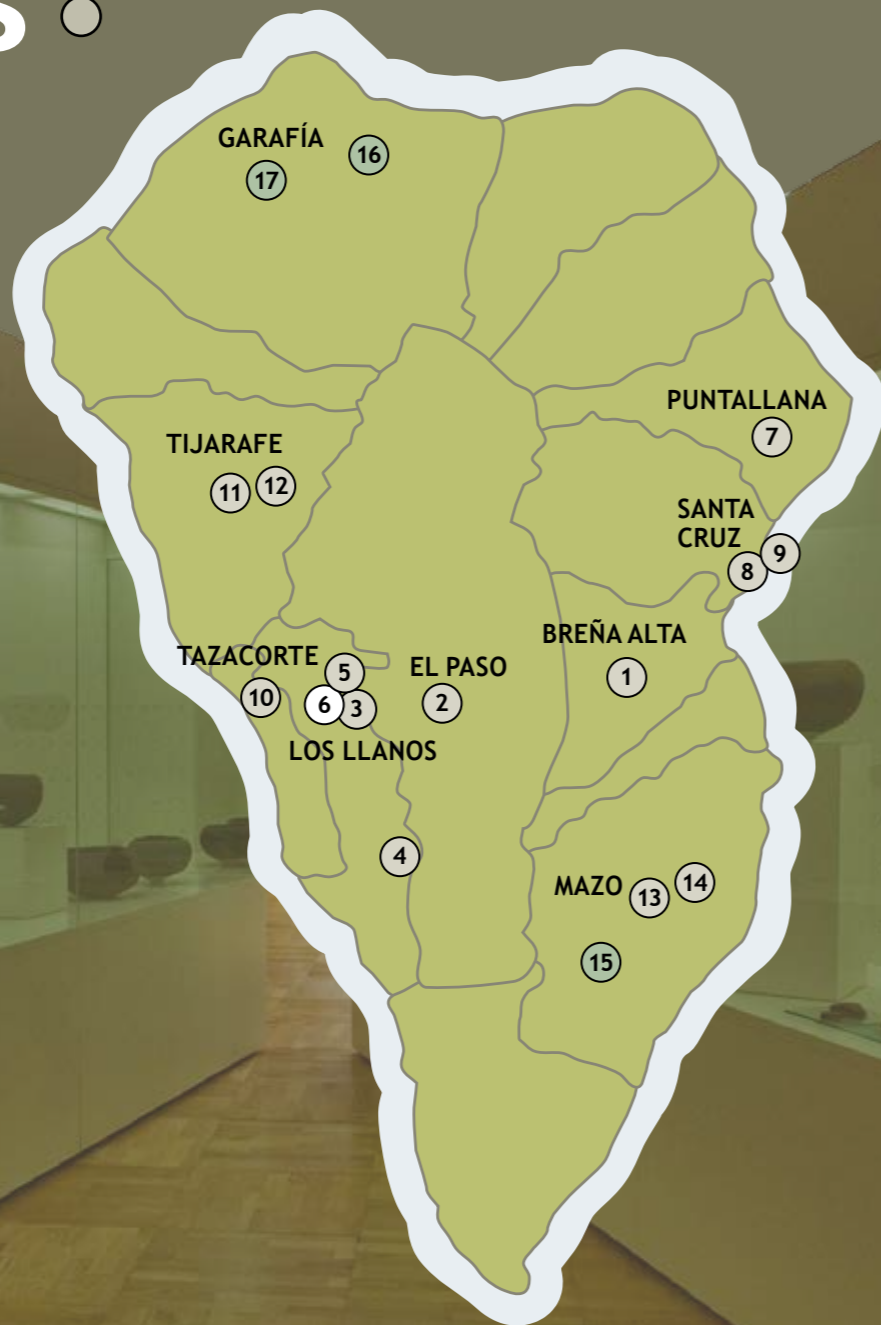 S
GARAFÍA
16
17
PUNTALLANA
7
TIJARAFE
11
12
SANTA
CRUZ
8
9
BREÑA ALTA
1
TAZACORTE
5
EL PASO
2
10
6
3
LOS LLANOS
4
MAZO
13
14
15